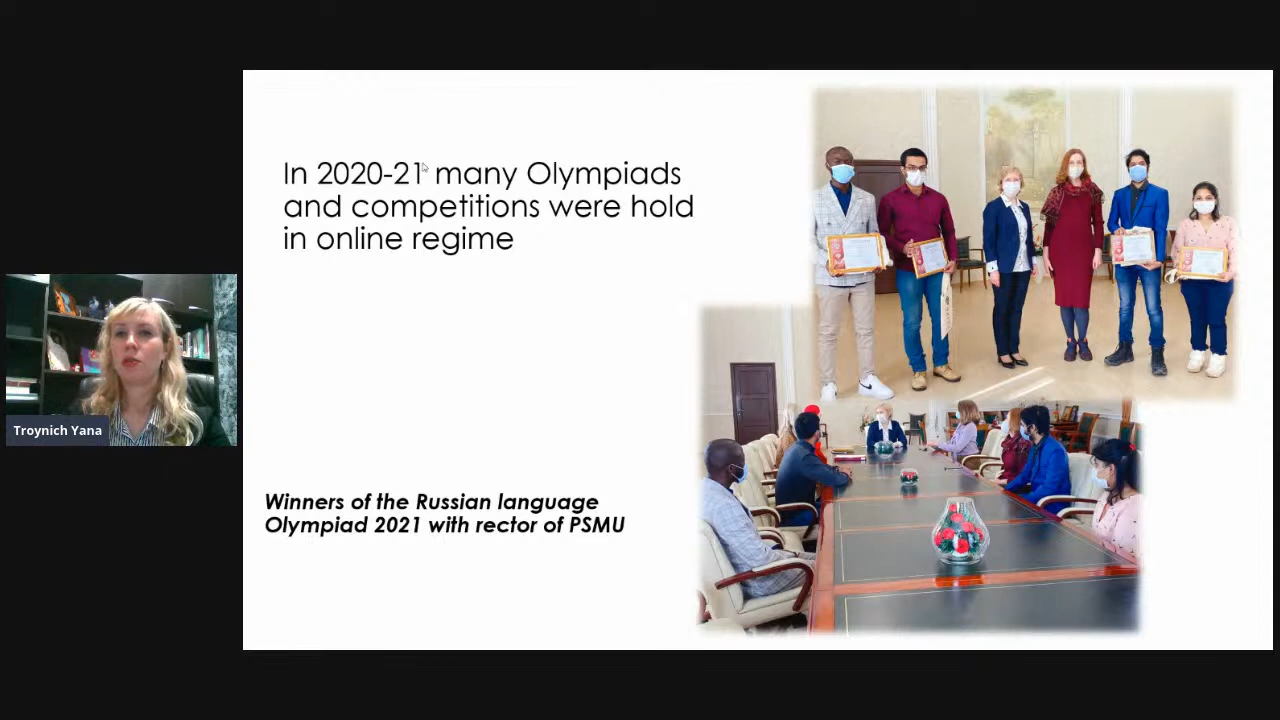 In 2020-21 many Olympiads
and competitions were hold
in online regime
Troynich Yana
Winners of the Russian language
Olympiad 2021 with rector of PSMU